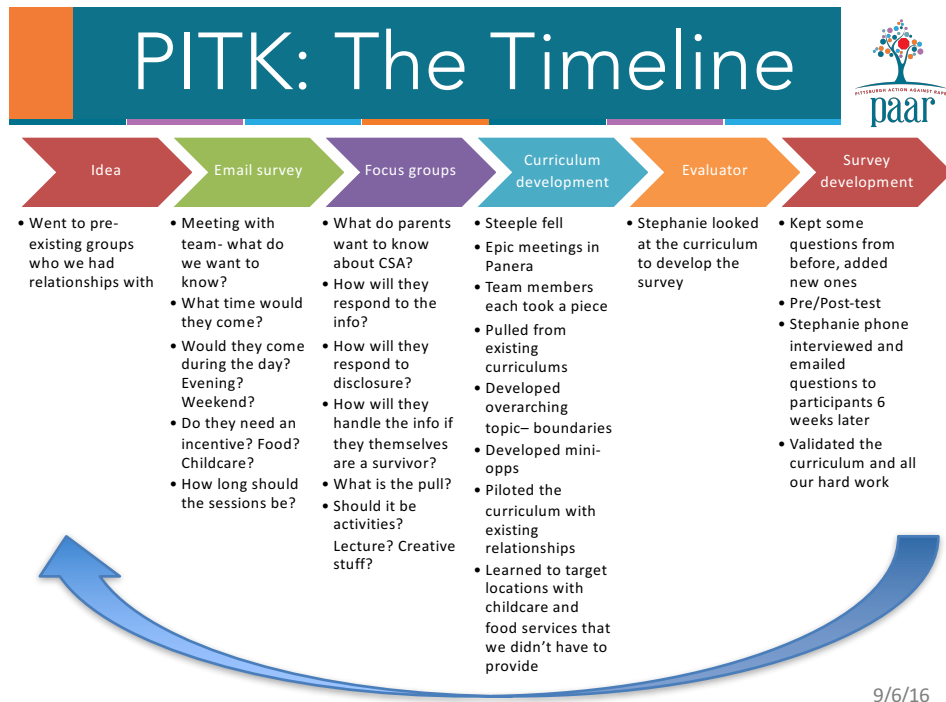 PITK: The Timeline
PITTSBURGH ACTION AGAINST RAPE
paar
Idea
• Went to pre-
existing groups
who we had
relationships with
Email survey
• Meeting with
team- what do
we want to
know?
• What time would
they come?
• Would they come
during the day?
Evening?
Weekend?
• Do they need an
incentive? Food?
Childcare?
• How long should
the sessions be?
Focus groups
• What do parents
want to know
about CSA?
• How will they
respond to the
info?
• How will they
respond to
disclosure?
• How will they
handle the info if
they themselves
are a survivor?
• What is the pull?
• Should it be
activities?
Lecture? Creative
stuff?
Curriculum
development
• Steeple fell
• Epic meetings in
Panera
• Team members
each took a piece
• Pulled from
existing
curriculums
• Developed
overarching
topic– boundaries
• Developed mini-
opps
• Piloted the
curriculum with
existing
relationships
• Learned to target
locations with
childcare and
food services that
we didn’t have to
provide
Evaluator
• Stephanie looked
at the curriculum
to develop the
survey
Survey
development
• Kept some
questions from
before, added
new ones
• Pre/Post-test
• Stephanie phone
interviewed and
emailed
questions to
participants 6
weeks later
• Validated the
curriculum and all
our hard work
9/6/16